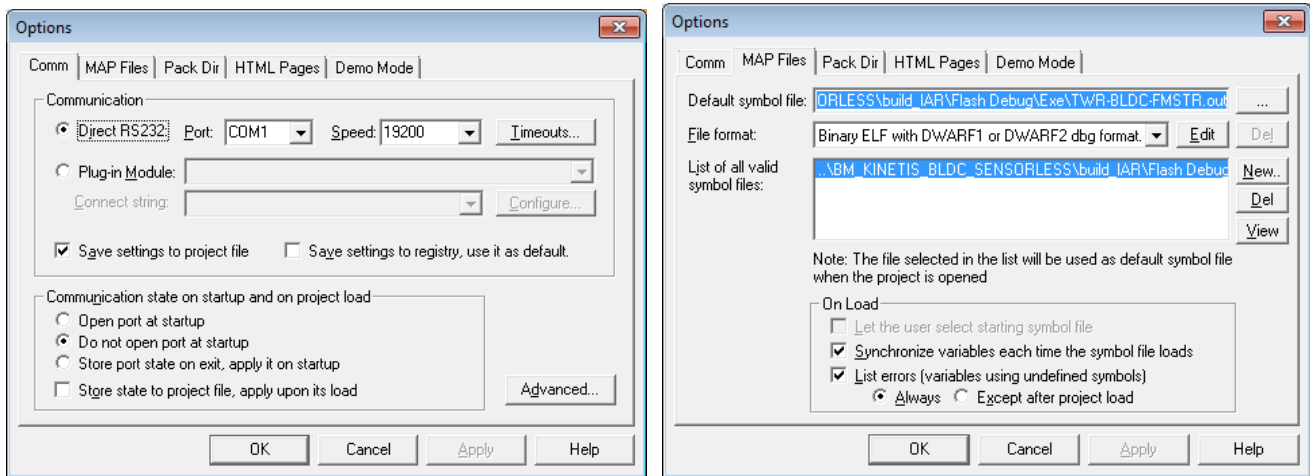 Options
Comm MAP Files Pack Dir HTML Pages Demo Mode
Communication
Direct RS232: Port: COM1 Speed: 19200 Timeouts...
Plug-in Module:
Connect string: Configure...
Save settings to project file Save settings to registry, use it as default.
Communication state on startup and on project load
Open port at startup
Do not open port at startup
Store port state on exit, apply it on startup
Store state to project file, apply upon its load Advanced...
OK Cancel Apply Help
Options
Comm MAP Files Pack Dir HTML Pages Demo Mode
Default symbol file: ORLESS\build_IAR\Flash Debug\Exe\TWR-BLDC-FMSTR.out ...
File format: Binary ELF with DWARF1 or DWARF2 dbg format. Edit Del
List of all valid symbol files: ..\BM_KINETIS_BLDC_SENSORLESS\build_IAR\Flash Debug New..
Del
View
Note: The file selected in the list will be used as default symbol file
when the project is opened
On Load
Let the user select starting symbol file
Synchronize variables each time the symbol file loads
List errors (variables using undefined symbols)
Always Except after project load
OK Cancel Apply Help